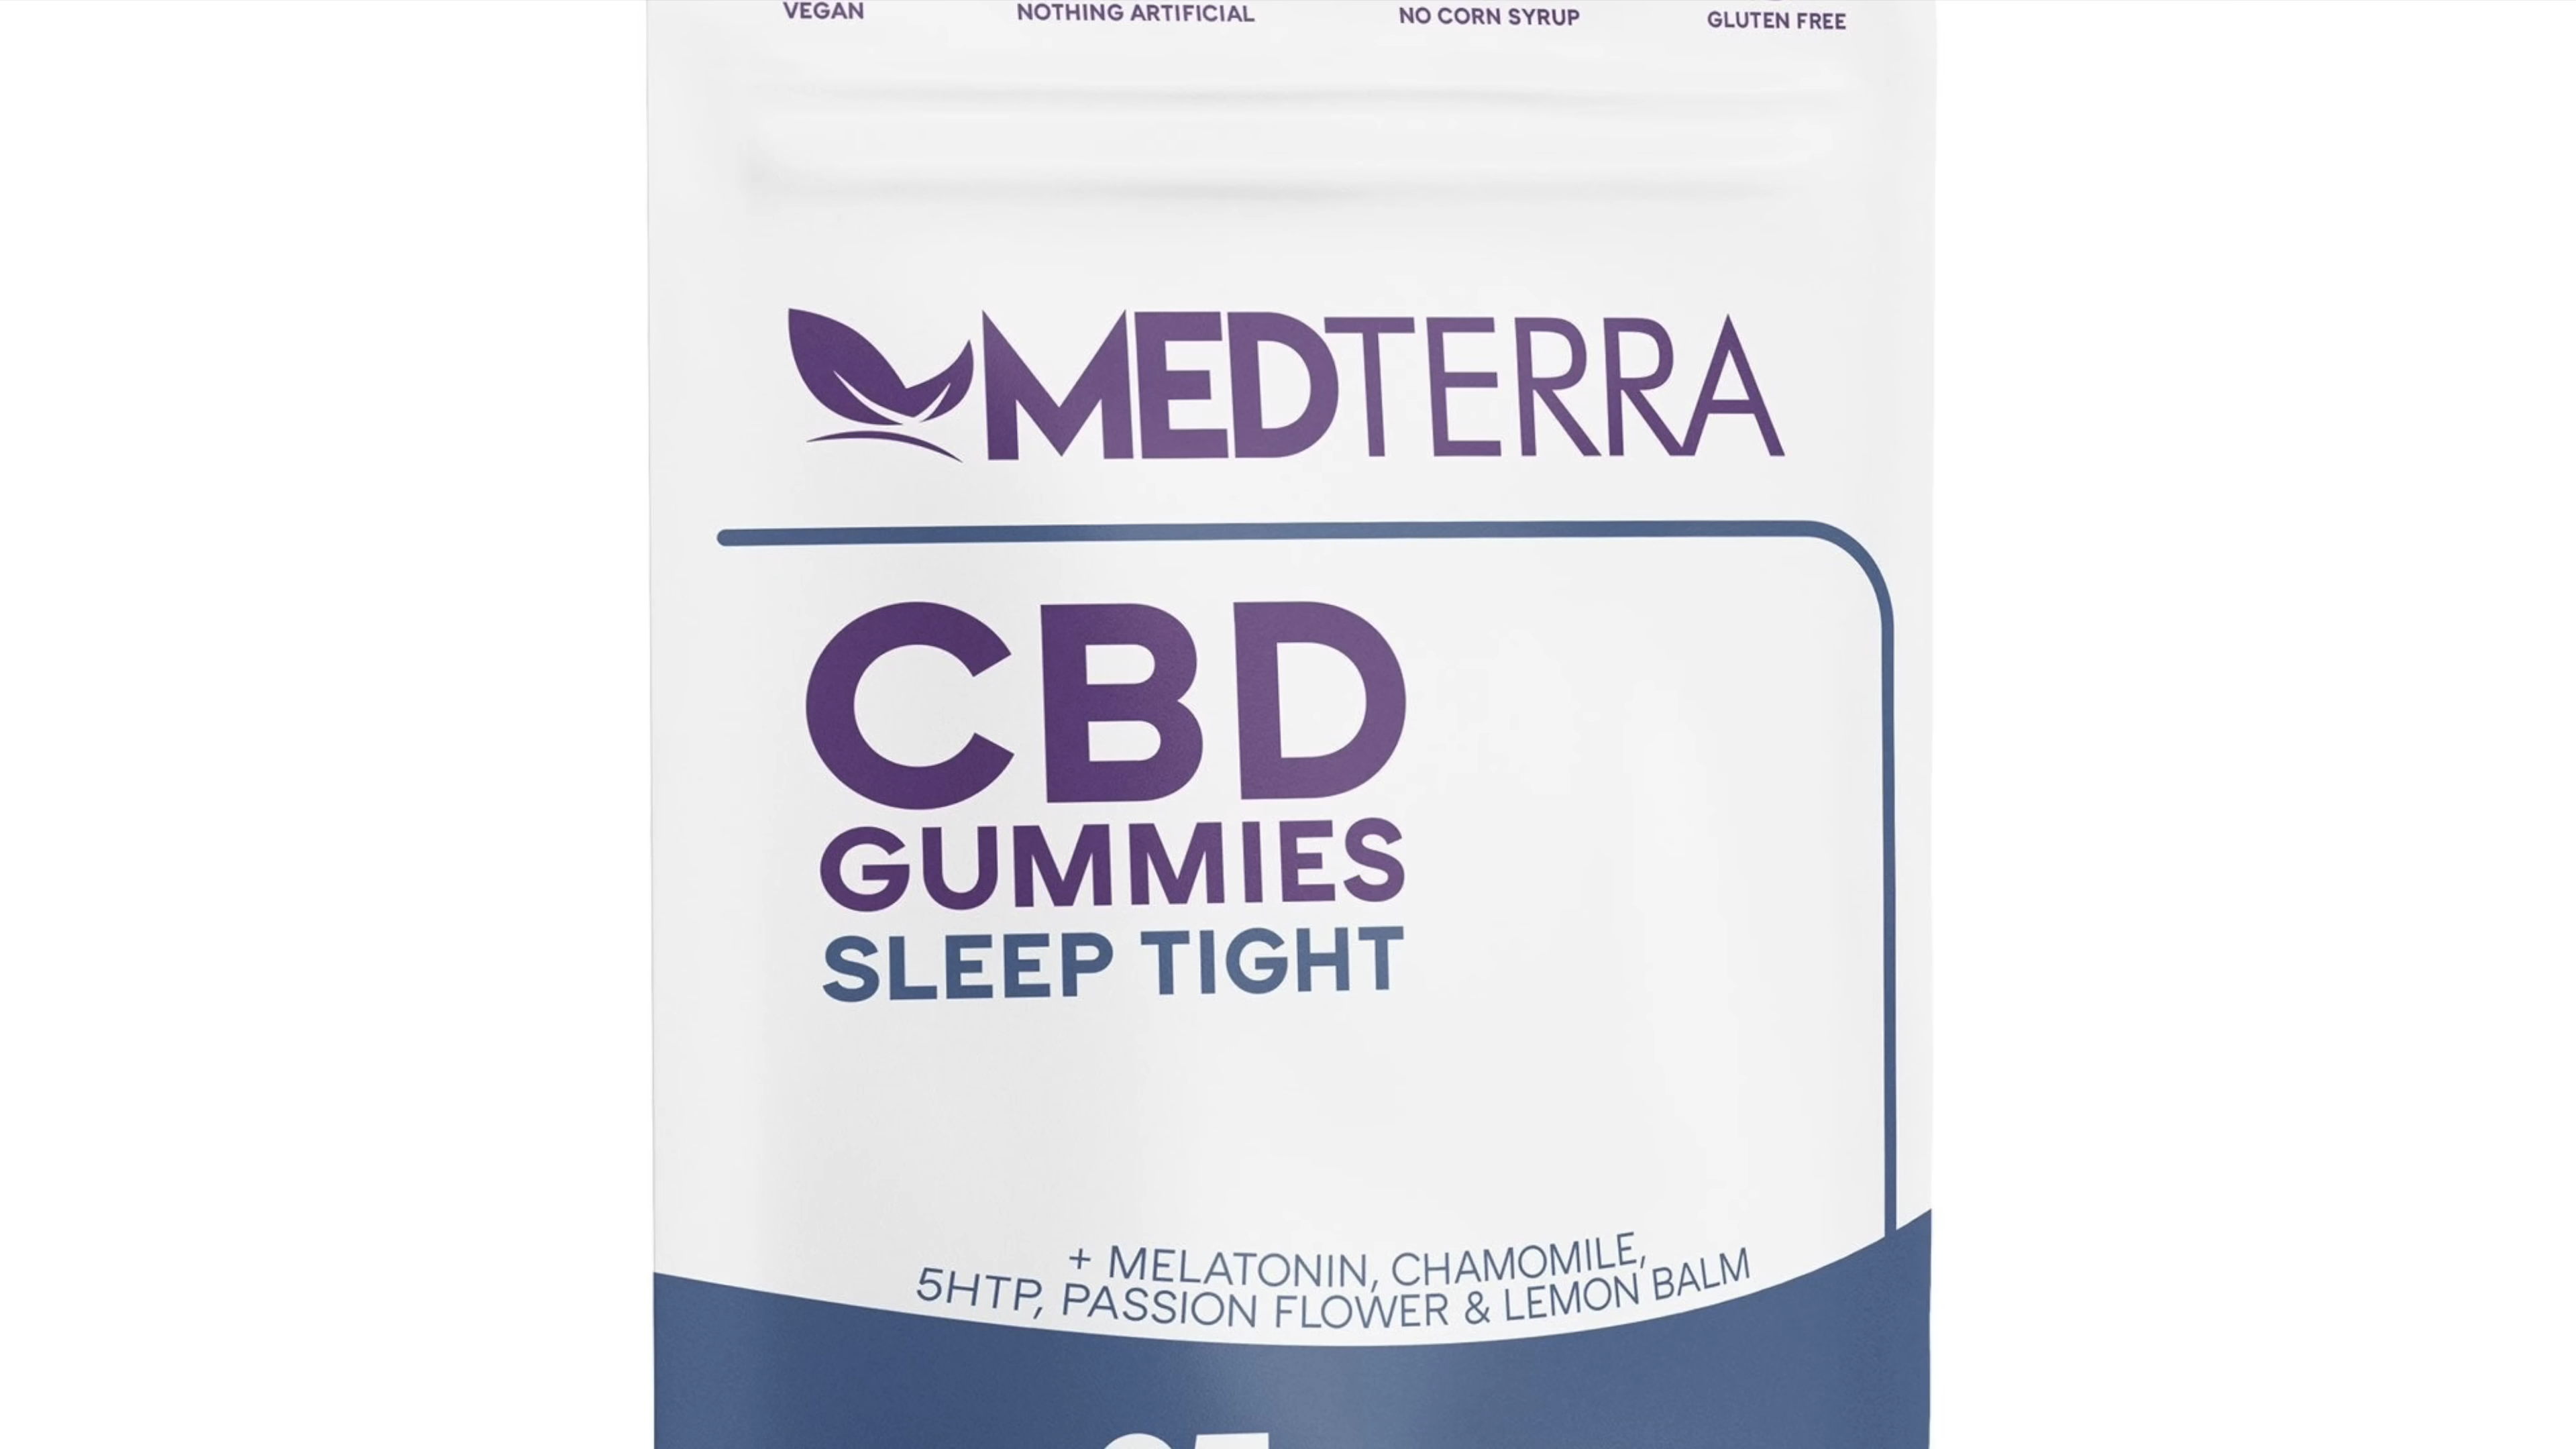 VEGAN
NOTHING ARTIFICIAL
NO CORN SYRUP
GLUTEN FREE
MEDTERRA
CBD
GUMMIES
SLEEP TIGHT
+ MELATONIN, CHAMOMILE,
5HTP, PASSION FLOWER & LEMON BALM